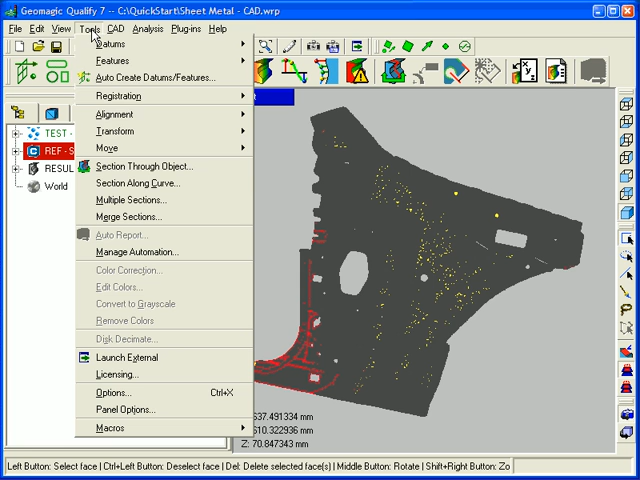 Geomagic Qualify 7 -- C:\QuickStart\Sheet Metal - CAD.wrp
File Edit View Tools CAD Analysis Plug-ins Help
Datums
Features
Auto Create Datums/Features...
Registration
Alignment
TEST -
Transform
REF - S
Move
RESUL
Section Through Object...
World
Section Along Curve...
Multiple Sections...
Merge Sections...
Auto Report...
Manage Automation...
Color Correction...
Edit Colors...
Convert to Grayscale
Remove Colors
Disk Decimate...
Launch External
Licensing...
Options... Ctrl+X
Panel Options...
Macros
637.491334 mm
610.322936 mm
Z: 70.847343 mm
Left Button: Select face | Ctrl+Left Button: Deselect face | Del: Delete selected face(s) | Middle Button: Rotate | Shift+Right Button: Zo